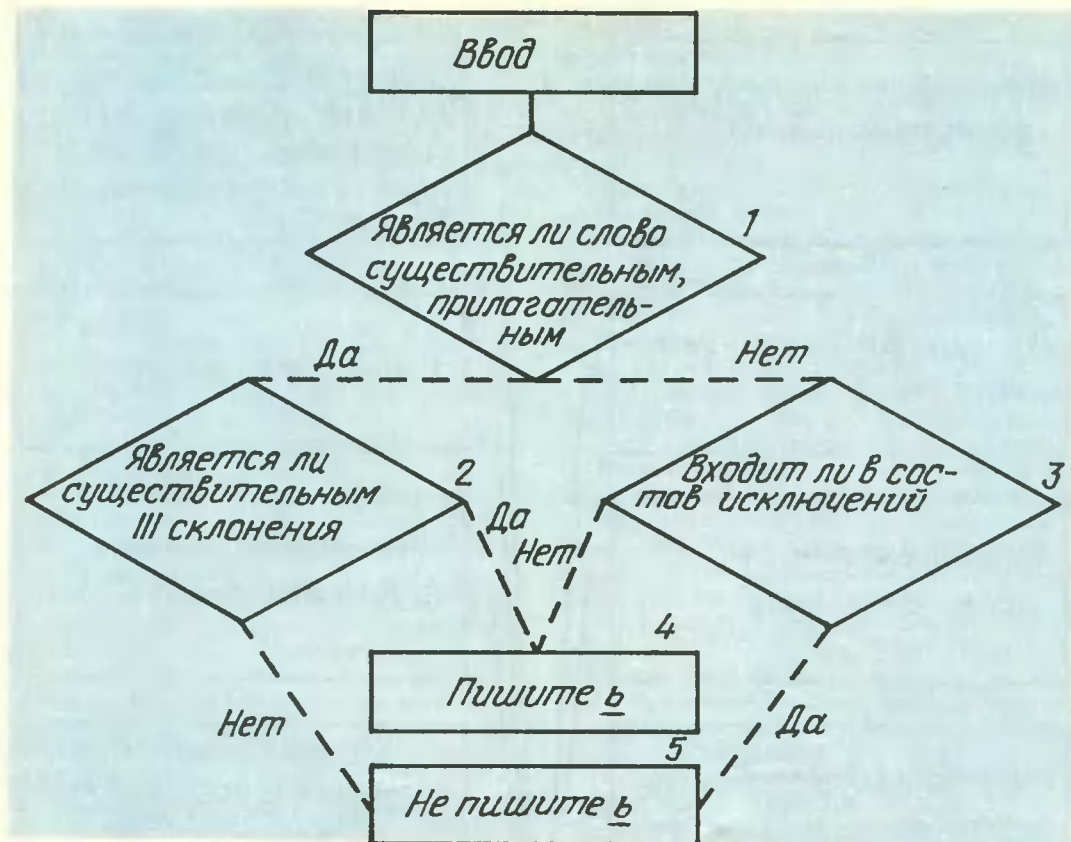 Ввод
1
Является ли слово
существительным,
прилагатель-
ным
Да
Нет
Является ли
существительным
III склонения
2
Входит ли в сос-
тав исключений
3
Да
Нет
4
Пишите ь
Нет
Да
5
Не пишите ь